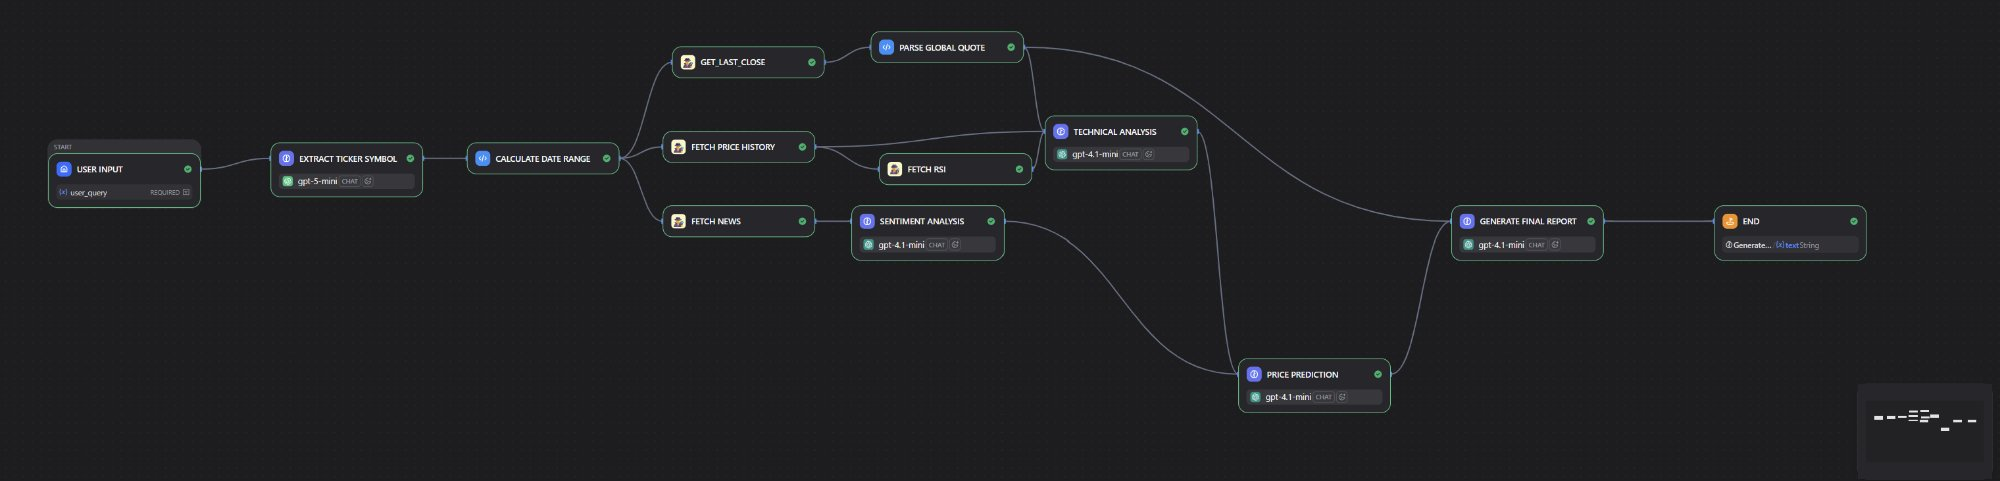 START
USER INPUT
{x} user_query REQUIRED
EXTRACT TICKER SYMBOL
gpt-5-mini CHAT
CALCULATE DATE RANGE
GET_LAST_CLOSE
PARSE GLOBAL QUOTE
FETCH PRICE HISTORY
FETCH RSI
TECHNICAL ANALYSIS
gpt-4.1-mini CHAT
FETCH NEWS
SENTIMENT ANALYSIS
gpt-4.1-mini CHAT
PRICE PREDICTION
gpt-4.1-mini CHAT
GENERATE FINAL REPORT
gpt-4.1-mini CHAT
END
Generate... {x} text String